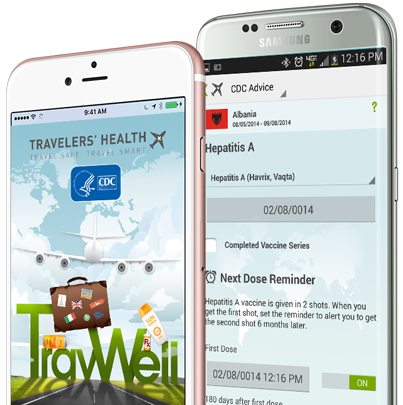 9:41 AM
TRAVELERS' HEALTH
TRAVEL SAFE. TRAVEL SMART.
CDC
Rx
TravWell
SAMSUNG
12:16 PM
CDC Advice
Albania
08/05/2014 - 09/08/2014
?
Hepatitis A
Hepatitis A (Havrix, Vaqta)
02/08/0014
Completed Vaccine Series
Next Dose Reminder
Hepatitis A vaccine is given in 2 shots. When you
get the first shot, set the reminder to alert you to get
the second shot 6 months later.
First Dose
02/08/0014 12:16 PM
ON
180 days after first dose